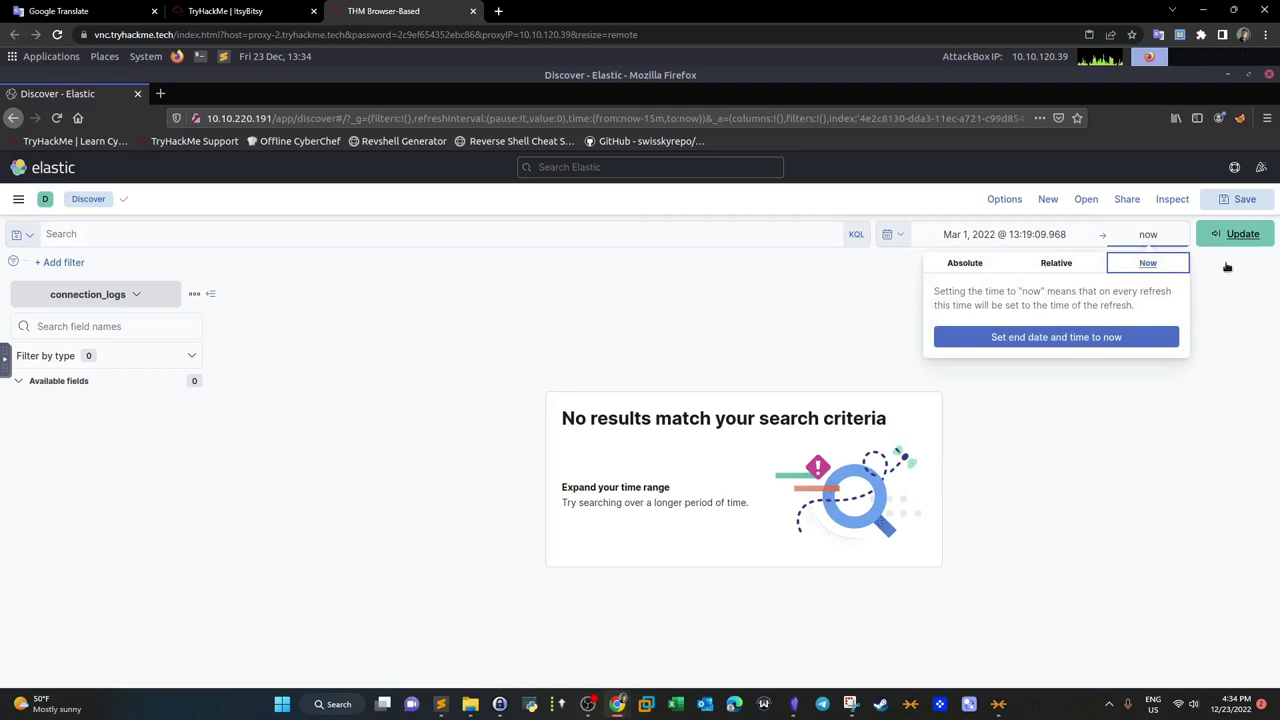 Google Translate
TryHackMe | ItsyBitsy
THM Browser-Based
vnc.tryhackme.tech/index.html?host=proxy-2.tryhackme.tech&password=2c9ef654352ebc86&proxyIP=10.10.120.39&resize=remote
Applications Places System Fri 23 Dec, 13:34 AttackBox IP: 10.10.120.39
Discover - Elastic - Mozilla Firefox
Discover - Elastic
10.10.220.191/app/discover#/?_g=(filters:!(),refreshInterval:(pause:!t,value:0),time:(from:now-15m,to:now))&_a=(columns:!(),filters:!(),index:'4e2c8130-dda3-11ec-a721-c99d854
TryHackMe | Learn Cy... TryHackMe Support Offline CyberChef Revshell Generator Reverse Shell Cheat S... GitHub - swisskyrepo/...
elastic Search Elastic
D Discover Options New Open Share Inspect Save
Search KQL Mar 1, 2022 @ 13:19:09.968 → now Update
+ Add filter Absolute Relative Now
connection_logs
Setting the time to "now" means that on every refresh
this time will be set to the time of the refresh.
Search field names
Set end date and time to now
Filter by type 0
Available fields 0
No results match your search criteria
Expand your time range
Try searching over a longer period of time.
50°F
Mostly sunny
Search
ENG
US
4:34 PM
12/23/2022
2